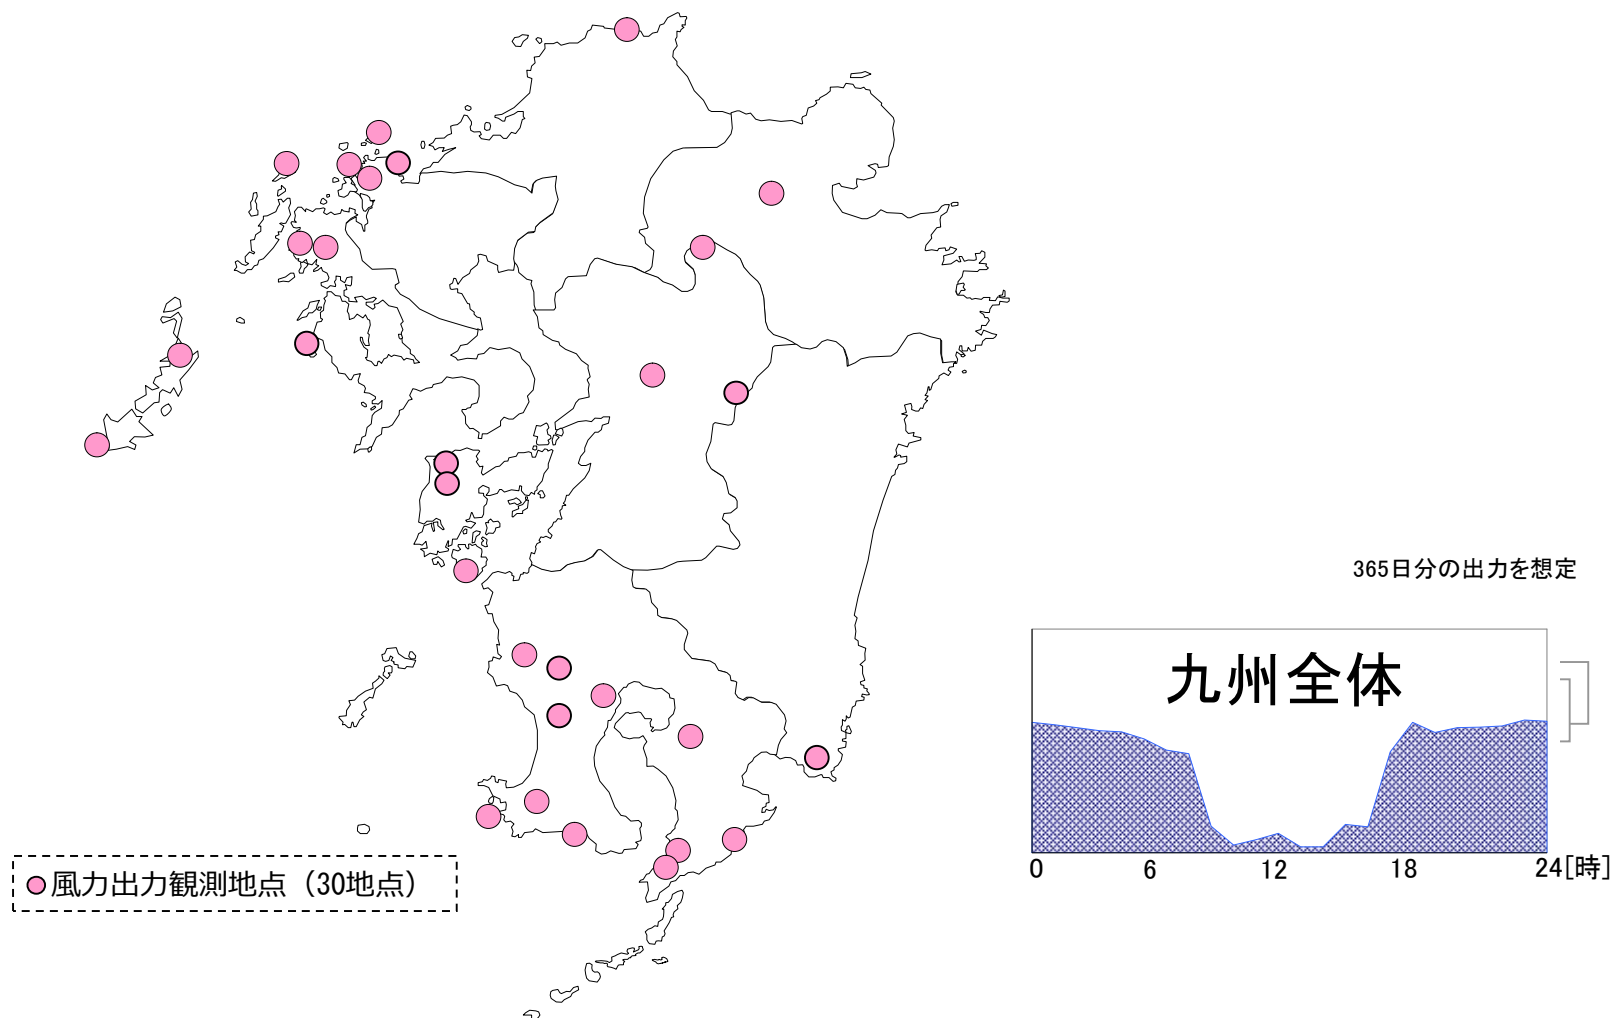 365日分の出力を想定
九州全体
0 6 12 18 24[時]
風力出力観測地点（30地点）